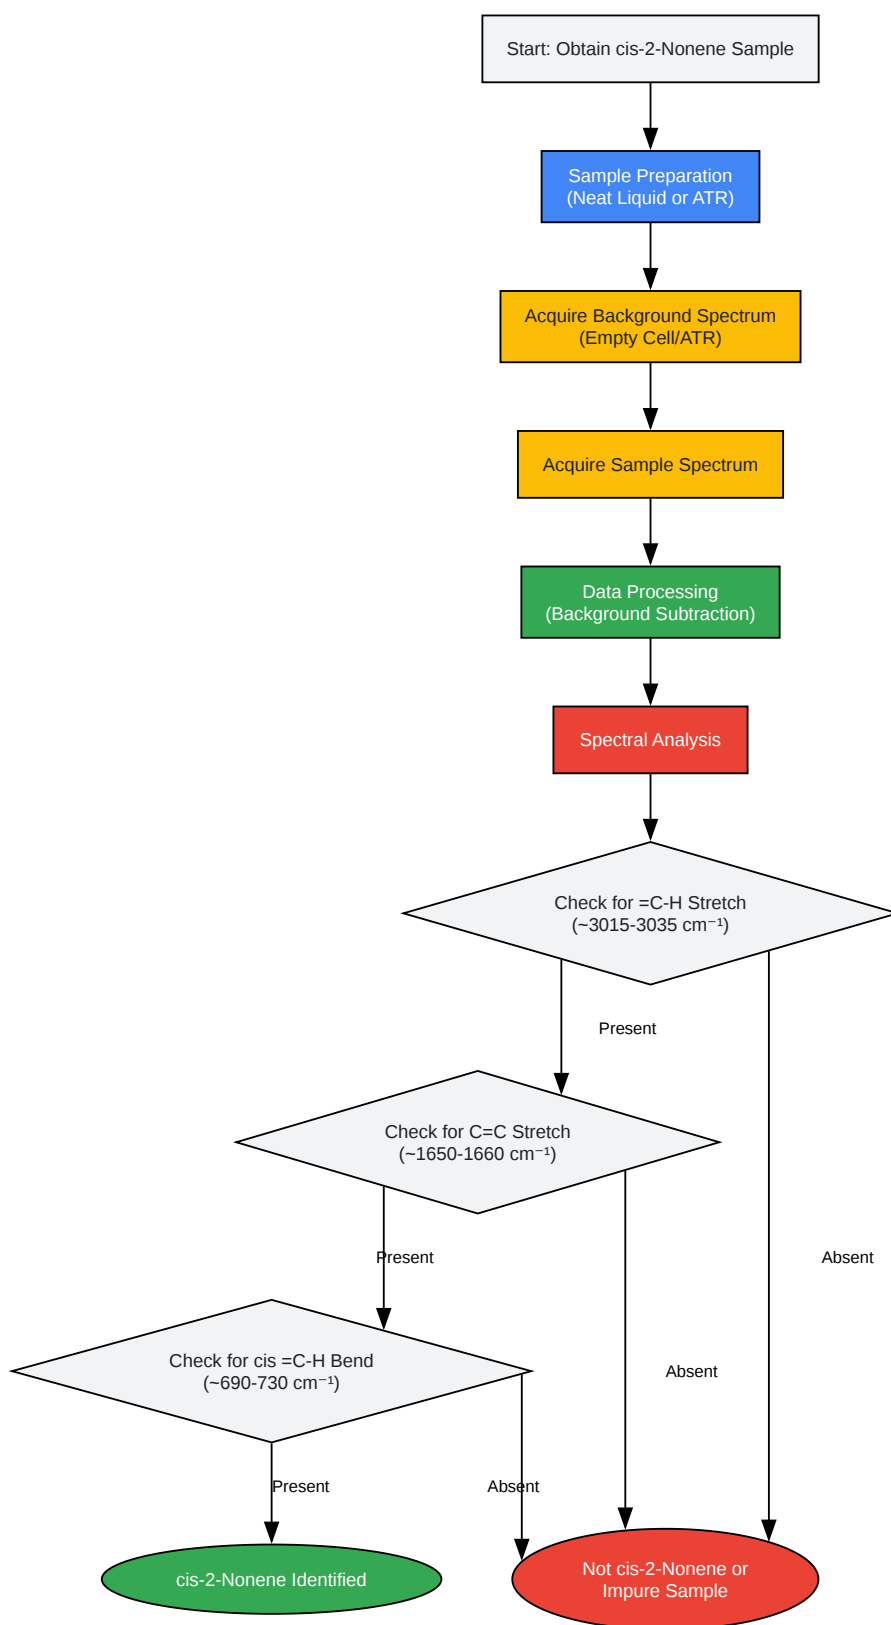 Start: Obtain cis-2-Nonene Sample
Sample Preparation
(Neat Liquid or ATR)
Acquire Background Spectrum
(Empty Cell/ATR)
Acquire Sample Spectrum
Data Processing
(Background Subtraction)
Spectral Analysis
Check for =C-H Stretch
(~3015-3035 cm⁻¹)
Present
Check for C=C Stretch
(~1650-1660 cm⁻¹)
Present
Absent
Check for cis =C-H Bend
(~690-730 cm⁻¹)
Absent
Present
Absent
cis-2-Nonene Identified
Not cis-2-Nonene or
Impure Sample